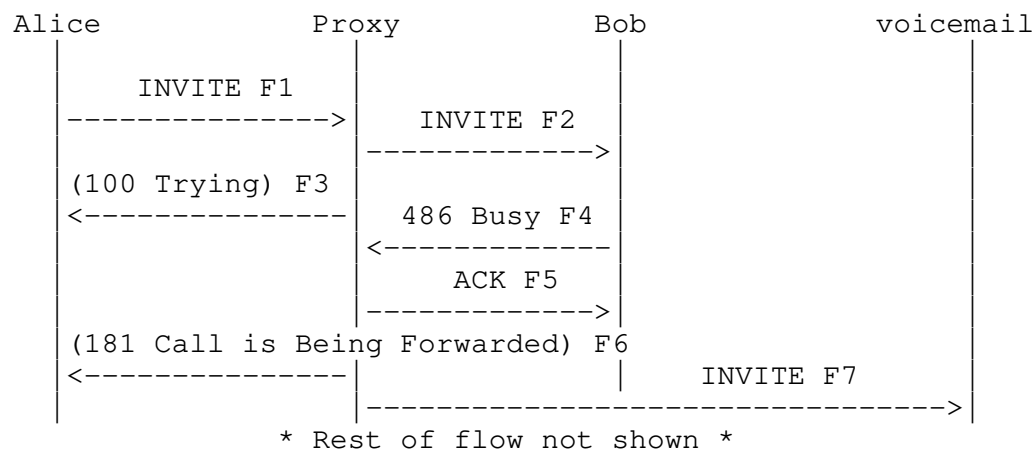 Alice Proxy Bob voicemail
INVITE F1
INVITE F2
(100 Trying) F3
486 Busy F4
ACK F5
(181 Call is Being Forwarded) F6
INVITE F7
* Rest of flow not shown *